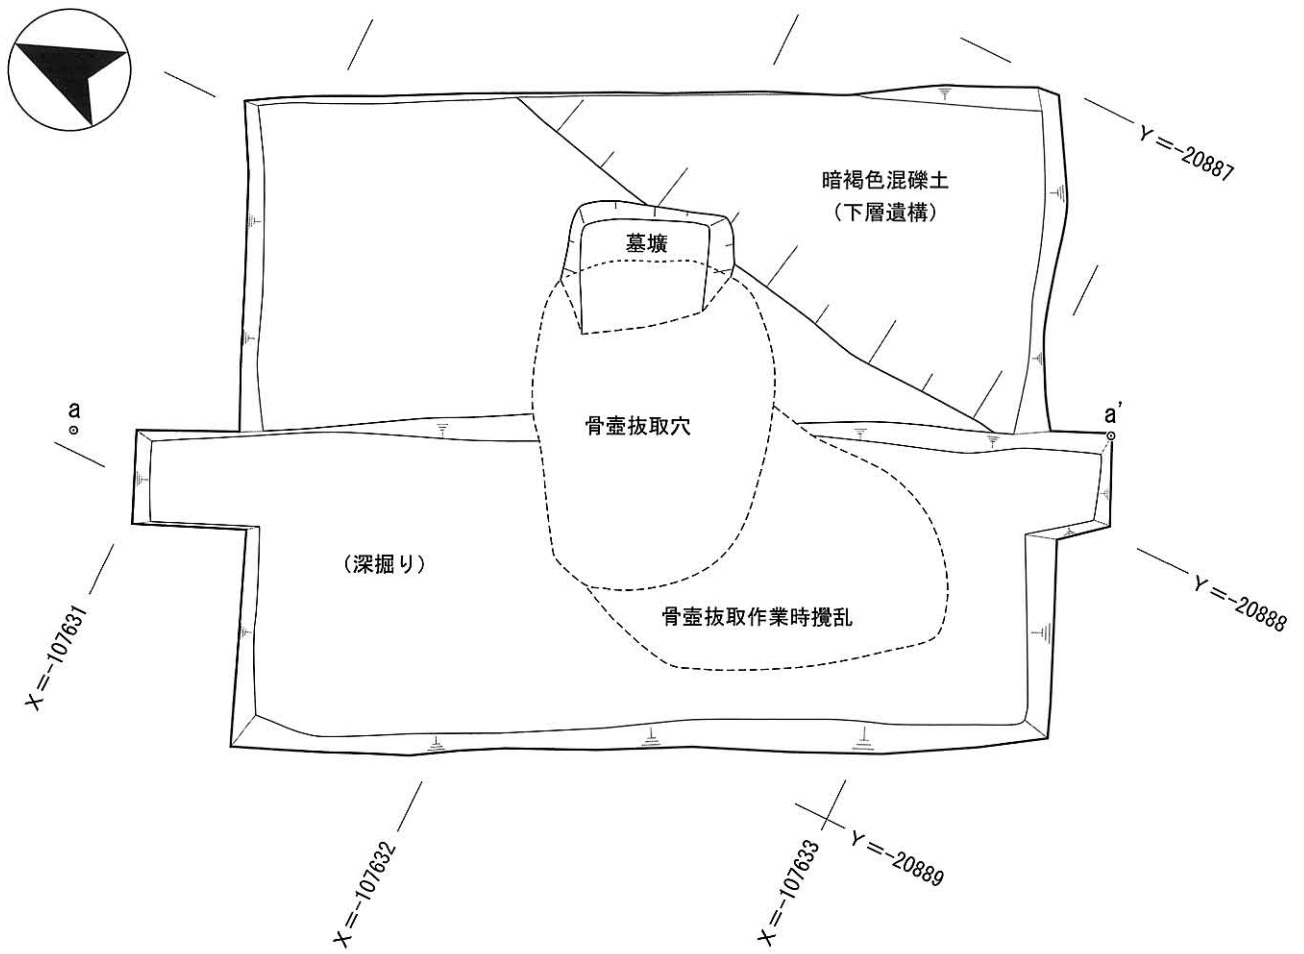 Y=-20887
暗褐色混礫土
（下層遺構）
墓壙
a
a'
骨壺抜取穴
（深掘り）
Y=-20888
骨壺抜取作業時攪乱
X=-107631
X=-107632
X=-107633
Y=-20889